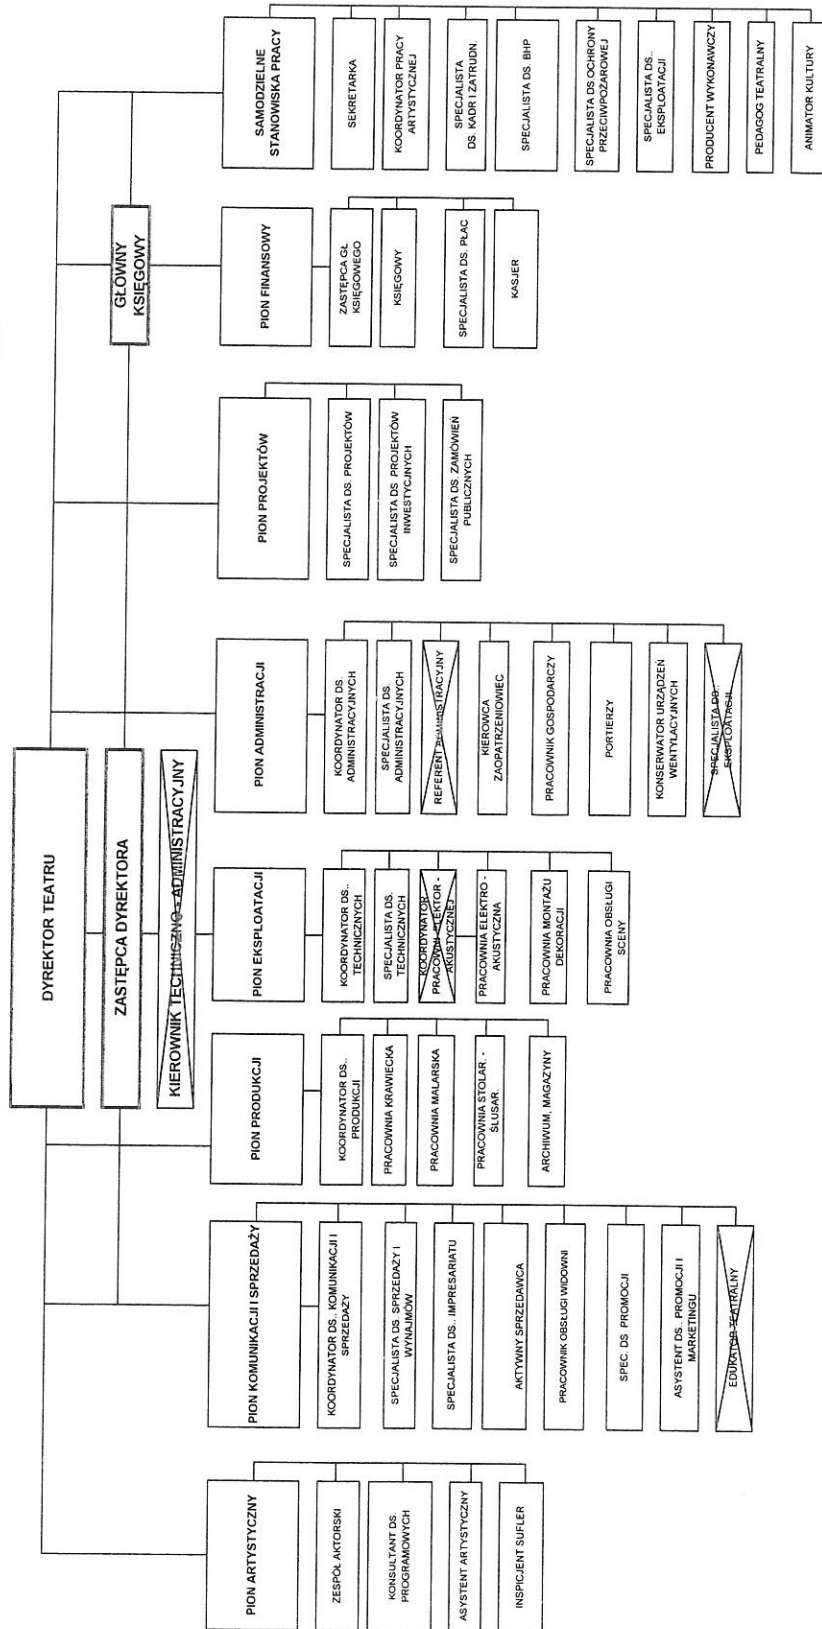 DYREKTOR TEATRU
ZASTĘPCA DYREKTORA
GŁÓWNY
KSIĘGOWY
KIEROWNIK TECHNICZNO - ADMINISTRACYJNY
PION ARTYSTYCZNY
ZESPÓŁ AKTORSKI
KONSULTANT DS.
PROGRAMOWYCH
ASYSTENT ARTYSTYCZNY
INSPICJENT SUFLER
PION KOMUNIKACJI I SPRZEDAŻY
KOORDYNATOR DS.. KOMUNIKACJI I
SPRZEDAŻY
SPECJALISTA DS. SPRZEDAŻY I
WYNAJMÓW
SPECJALISTA DS.. IMPRESARIATU
AKTYWNY SPRZEDAWCA
PRACOWNIK OBSŁUGI WIDOWNI
SPEC. DS PROMOCJI
ASYSTENT DS.. PROMOCJI I
MARKETINGU
EDUKATOR TEATRALNY
PION PRODUKCJI
KOORDYNATOR DS..
PRODUKCJI
PRACOWNIA KRAWIECKA
PRACOWNIA MALARSKA
PRACOWNIA STOLAR. -
ŚLUSAR.
ARCHIWUM, MAGAZYNY
PION EKSPLOATACJI
KOORDYNATOR DS..
TECHNICZNYCH
SPECJALISTA DS.
TECHNICZNYCH
KOORDYNATOR
PRACOWNI ELEKTOR -
AKUSTYCZNEJ
PRACOWNIA ELEKTRO -
AKUSTYCZNA
PRACOWNIA MONTAŻU
DEKORACJI
PRACOWNIA OBSŁUGI
SCENY
PION ADMINISTRACJI
KOORDYNATOR DS.
ADMINISTRACYJNYCH
SPECJALISTA DS.
ADMINISTRACYJNYCH
REFERENT ADMINISTRACYJNY
KIEROWCA
ZAOPATRZENIOWIEC
PRACOWNIK GOSPODARCZY
PORTIERZY
KONSERWATOR URZĄDZEŃ
WENTYLACYJNYCH
SPECJALISTA DS..
EKSPLOATACJI
PION PROJEKTÓW
SPECJALISTA DS. PROJEKTÓW
SPECJALISTA DS PROJEKTÓW
INWESTYCJNYCH
SPECJALISTA DS. ZAMÓWIEŃ
PUBLICZNYCH
PION FINANSOWY
ZASTĘPCA GŁ
KSIĘGOWEGO
KSIĘGOWY
SPECJALISTA DS. PŁAC
KASJER
SAMODZIELNE
STANOWISKA PRACY
SEKRETARKA
KOORDYNATOR PRACY
ARTYSTYCZNEJ
SPECJALISTA
DS. KADR I ZATRUDN.
SPECJALISTA DS. BHP
SPECJALISTA DS.OCHRONY
PRZECIWPOŻAROWEJ
SPECJALISTA DS..
EKSPLOATACJI
PRODUCENT WYKONAWCZY
PEDAGOG TEATRALNY
ANIMATOR KULTURY